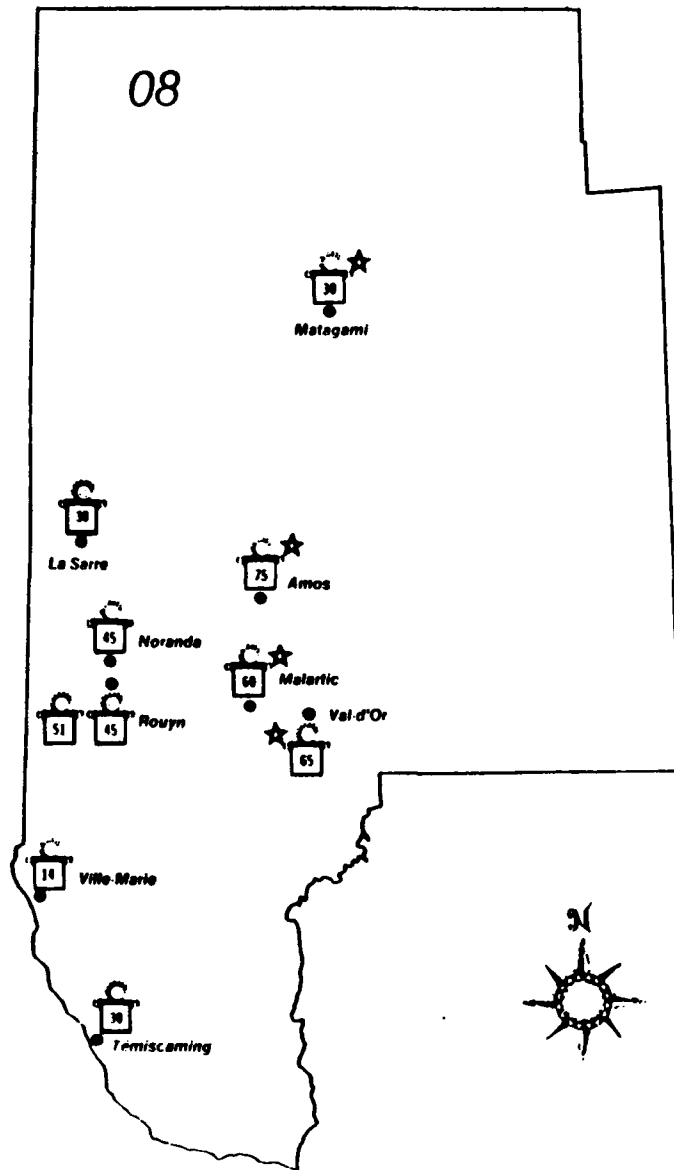 08
30
Matagami
30
La Sarre
75
Amos
45
Noranda
60
Malartic
51
45
Rouyn
Val-d'Or
65
14
Ville-Marie
N
30
Témiscaming